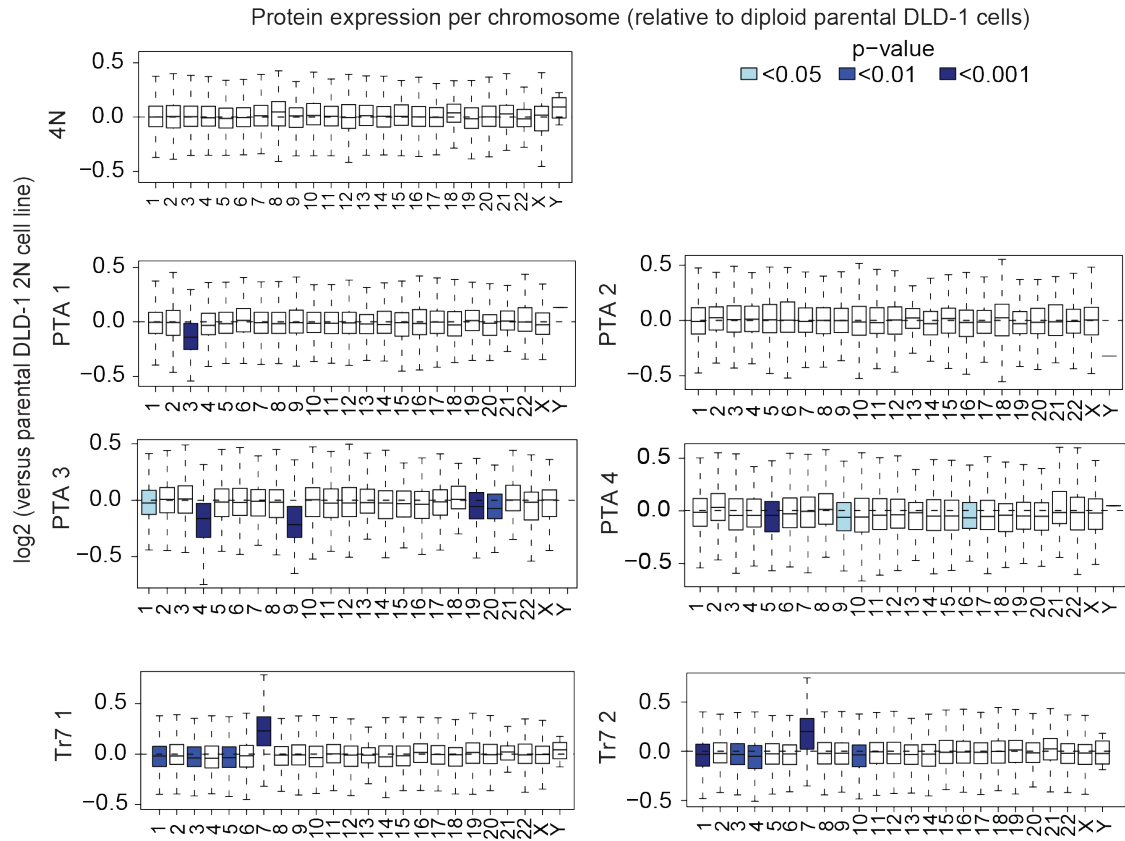 Protein expression per chromosome (relative to diploid parental DLD-1 cells)
p−value
<0.05 <0.01 <0.001
log2 (versus parental DLD-1 2N cell line)
4N
0.5
0.0
−0.5
1 2 3 4 5 6 7 8 9 10 11 12 13 14 15 16 17 18 19 20 21 22 X Y
PTA 1
0.5
0.0
−0.5
1 2 3 4 5 6 7 8 9 10 11 12 13 14 15 16 17 18 19 20 21 22 X Y
PTA 2
0.5
0.0
−0.5
1 2 3 4 5 6 7 8 9 10 11 12 13 14 15 16 17 18 19 20 21 22 X Y
PTA 3
0.5
0.0
−0.5
1 2 3 4 5 6 7 8 9 10 11 12 13 14 15 16 17 18 19 20 21 22 X Y
PTA 4
0.5
0.0
−0.5
1 2 3 4 5 6 7 8 9 10 11 12 13 14 15 16 17 18 19 20 21 22 X Y
Tr7 1
0.5
0.0
−0.5
1 2 3 4 5 6 7 8 9 10 11 12 13 14 15 16 17 18 19 20 21 22 X Y
Tr7 2
0.5
0.0
−0.5
1 2 3 4 5 6 7 8 9 10 11 12 13 14 15 16 17 18 19 20 21 22 X Y